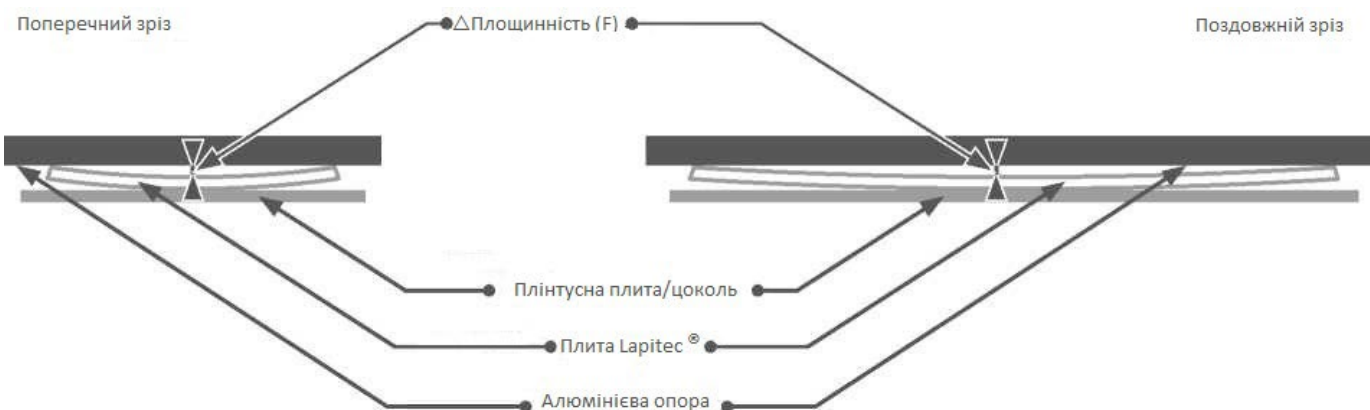 Поперечний зріз
△Площинність (F)
Поздовжній зріз
Плінтусна плита/цоколь
Плита Lapitec ®
Алюмінієва опора